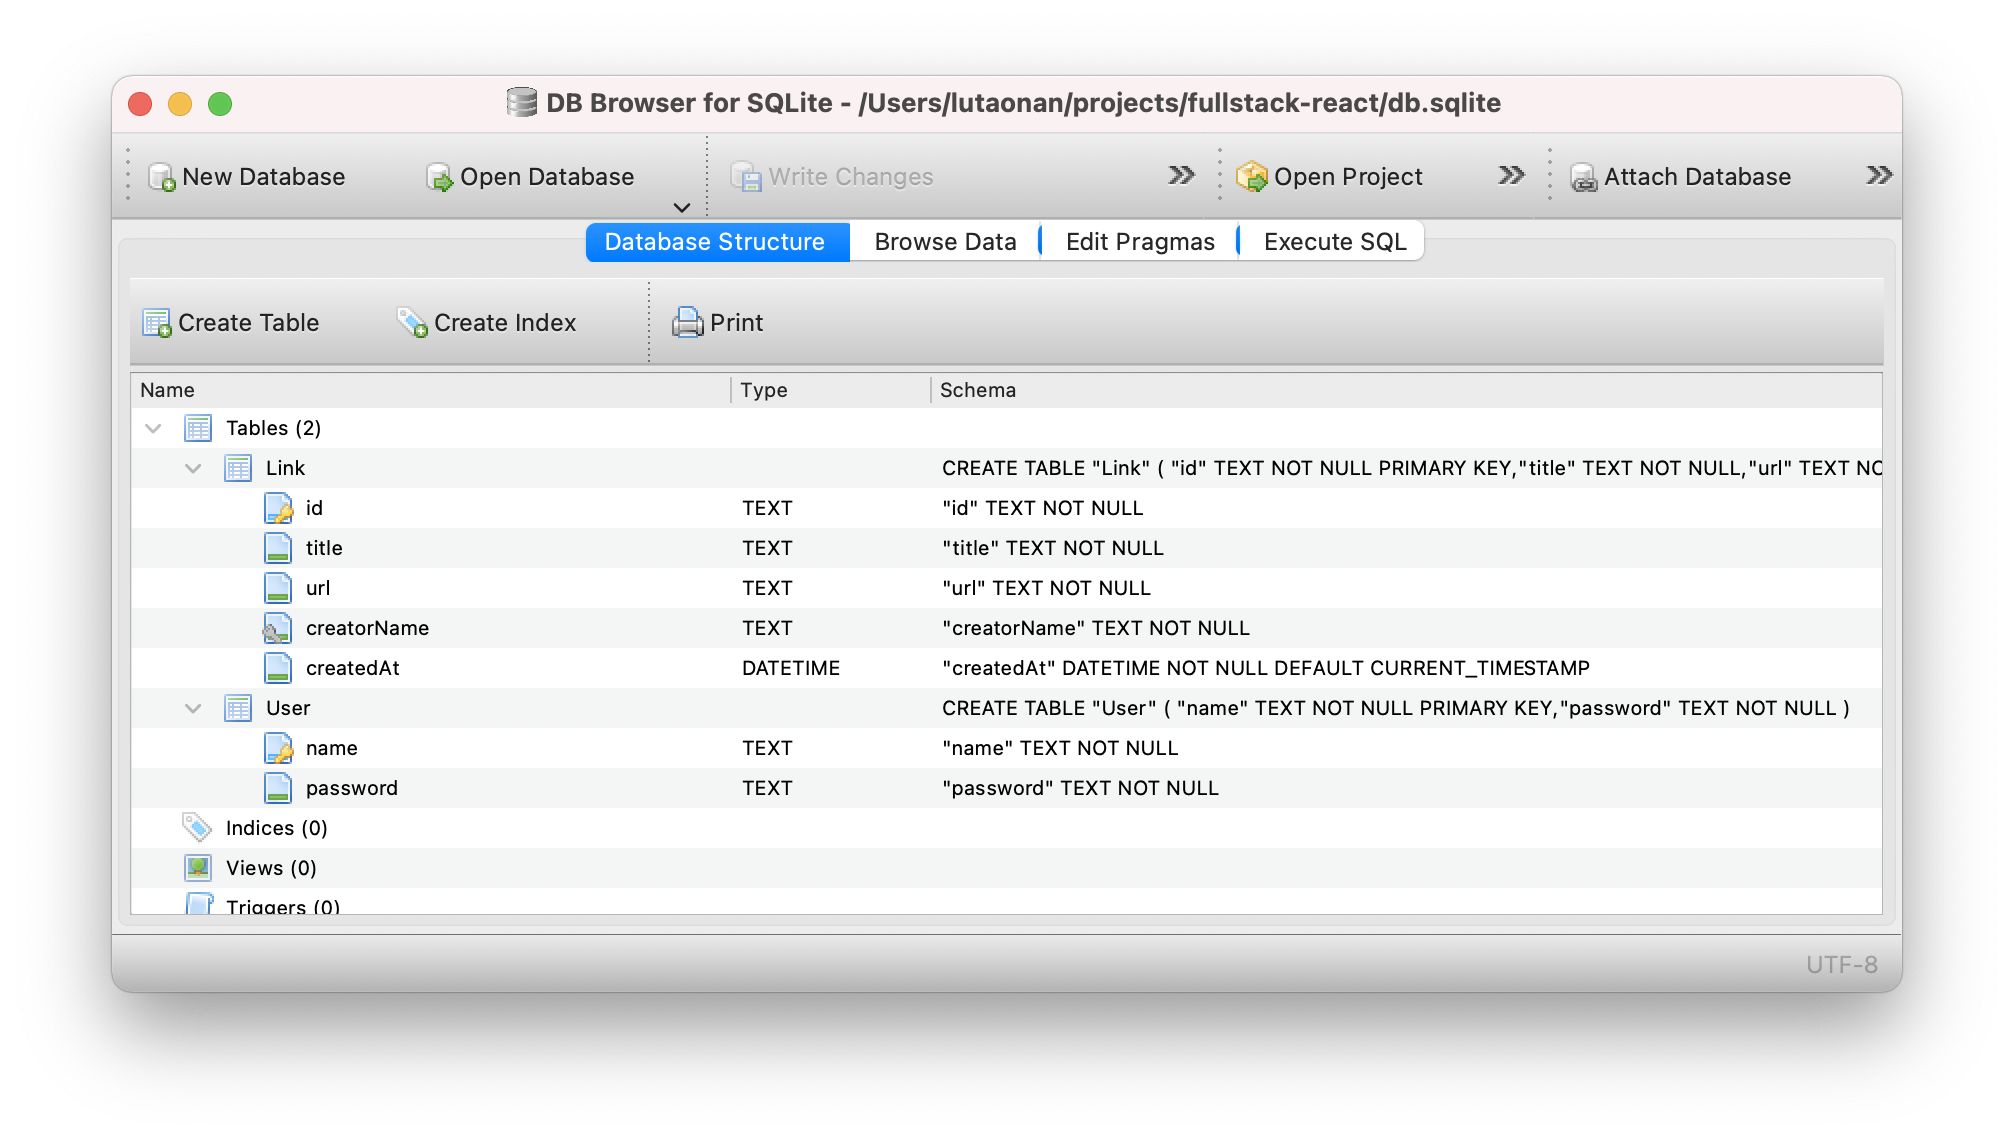 DB Browser for SQLite - /Users/lutaonan/projects/fullstack-react/db.sqlite
New Database Open Database Write Changes Open Project Attach Database
Database Structure Browse Data Edit Pragmas Execute SQL
Create Table Create Index Print
Name Type Schema
Tables (2)
Link CREATE TABLE "Link" ( "id" TEXT NOT NULL PRIMARY KEY,"title" TEXT NOT NULL,"url" TEXT NO
id TEXT "id" TEXT NOT NULL
title TEXT "title" TEXT NOT NULL
url TEXT "url" TEXT NOT NULL
creatorName TEXT "creatorName" TEXT NOT NULL
createdAt DATETIME "createdAt" DATETIME NOT NULL DEFAULT CURRENT_TIMESTAMP
User CREATE TABLE "User" ( "name" TEXT NOT NULL PRIMARY KEY,"password" TEXT NOT NULL )
name TEXT "name" TEXT NOT NULL
password TEXT "password" TEXT NOT NULL
Indices (0)
Views (0)
Triggers (0)
UTF-8